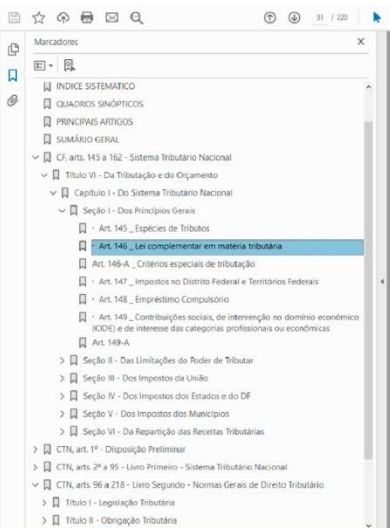 31 / 220
Marcadores
ÍNDICE SISTEMÁTICO
QUADROS SINÓPTICOS
PRINCIPAIS ARTIGOS
SUMÁRIO GERAL
CF, arts. 145 a 162 - Sistema Tributário Nacional
Título VI - Da Tributação e do Orçamento
Capítulo I - Do Sistema Tributário Nacional
Seção I - Dos Princípios Gerais
· Art. 145 _ Espécies de Tributos
· Art. 146 _ Lei complementar em matéria tributária
Art. 146-A _ Critérios especiais de tributação
· Art. 147 _ Impostos no Distrito Federal e Territórios Federais
· Art. 148 _ Empréstimo Compulsório
· Art. 149 _ Contribuições sociais, de intervenção no domínio econômico
(CIDE) e de interesse das categorias profissionais ou econômicas
Art. 149-A
Seção II - Das Limitações do Poder de Tributar
Seção III - Dos Impostos da União
Seção IV - Dos Impostos dos Estados e do DF
Seção V - Dos Impostos dos Municípios
Seção VI - Da Repartição das Receitas Tributárias
CTN, art. 1º - Disposição Preliminar
CTN, arts. 2º a 95 - Livro Primeiro - Sistema Tributário Nacional
CTN, arts. 96 a 218 - Livro Segundo - Normas Gerais de Direito Tributário
Título I - Legislação Tributária
Título II - Obrigação Tributária